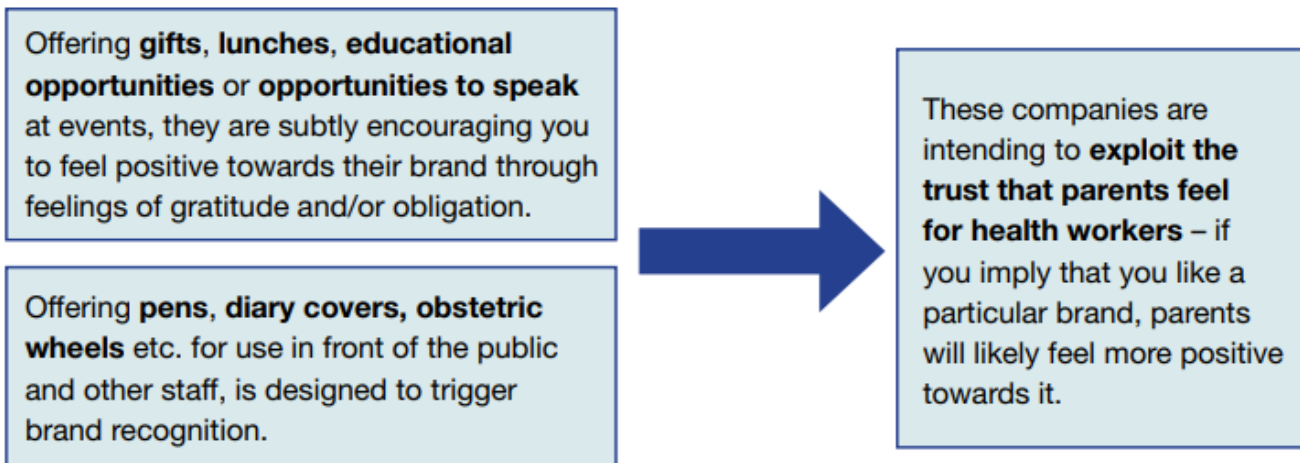 Offering gifts, lunches, educational
opportunities or opportunities to speak
at events, they are subtly encouraging you
to feel positive towards their brand through
feelings of gratitude and/or obligation.
Offering pens, diary covers, obstetric
wheels etc. for use in front of the public
and other staff, is designed to trigger
brand recognition.
These companies are
intending to exploit the
trust that parents feel
for health workers – if
you imply that you like a
particular brand, parents
will likely feel more positive
towards it.